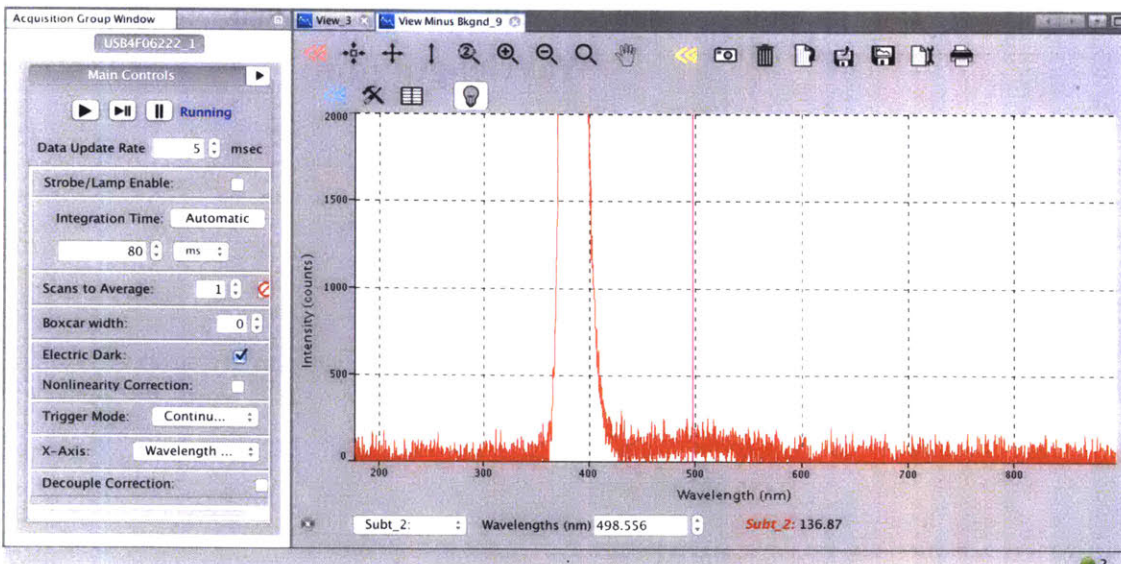 Acquisition Group Window
USB4F06222_1
Main Controls
Running
Data Update Rate 5 msec
Strobe/Lamp Enable:
Integration Time: Automatic
80 ms
Scans to Average: 1
Boxcar width: 0
Electric Dark:
Nonlinearity Correction:
Trigger Mode: Continu...
X-Axis: Wavelength ...
Decouple Correction:
View_3
View Minus Bkgnd_9
2000
1500
1000
500
0
Intensity (counts)
200 300 400 500 600 700 800
Wavelength (nm)
Subt_2: Wavelengths (nm) 498.556 Subt_2: 136.87
2